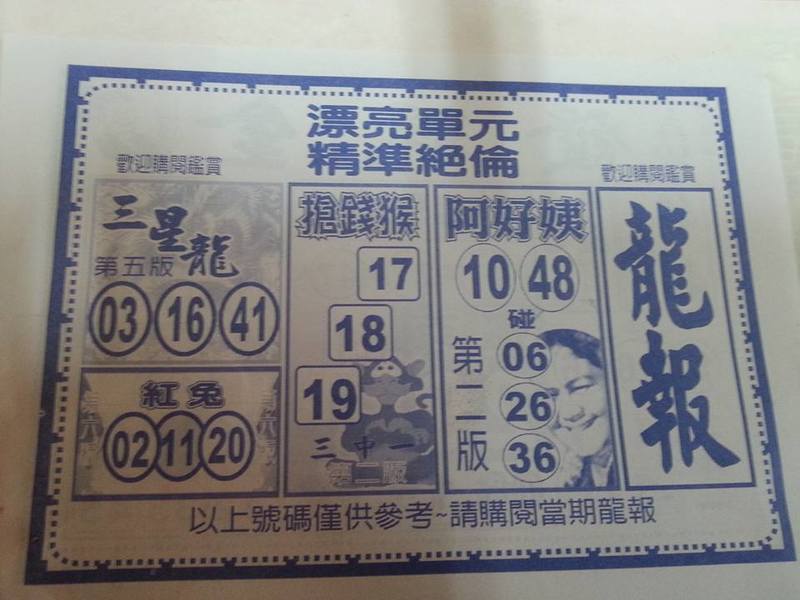 漂亮單元
精準絕倫
歡迎購閱鑑賞
歡迎購閱鑑賞
三星龍
第五版
03 16 41
紅兔
02 11 20
搶錢猴
17
18
19
三中一
第二版
阿好姨
10 48
碰
第二版
06
26
36
龍報
以上號碼僅供參考~請購閱當期龍報